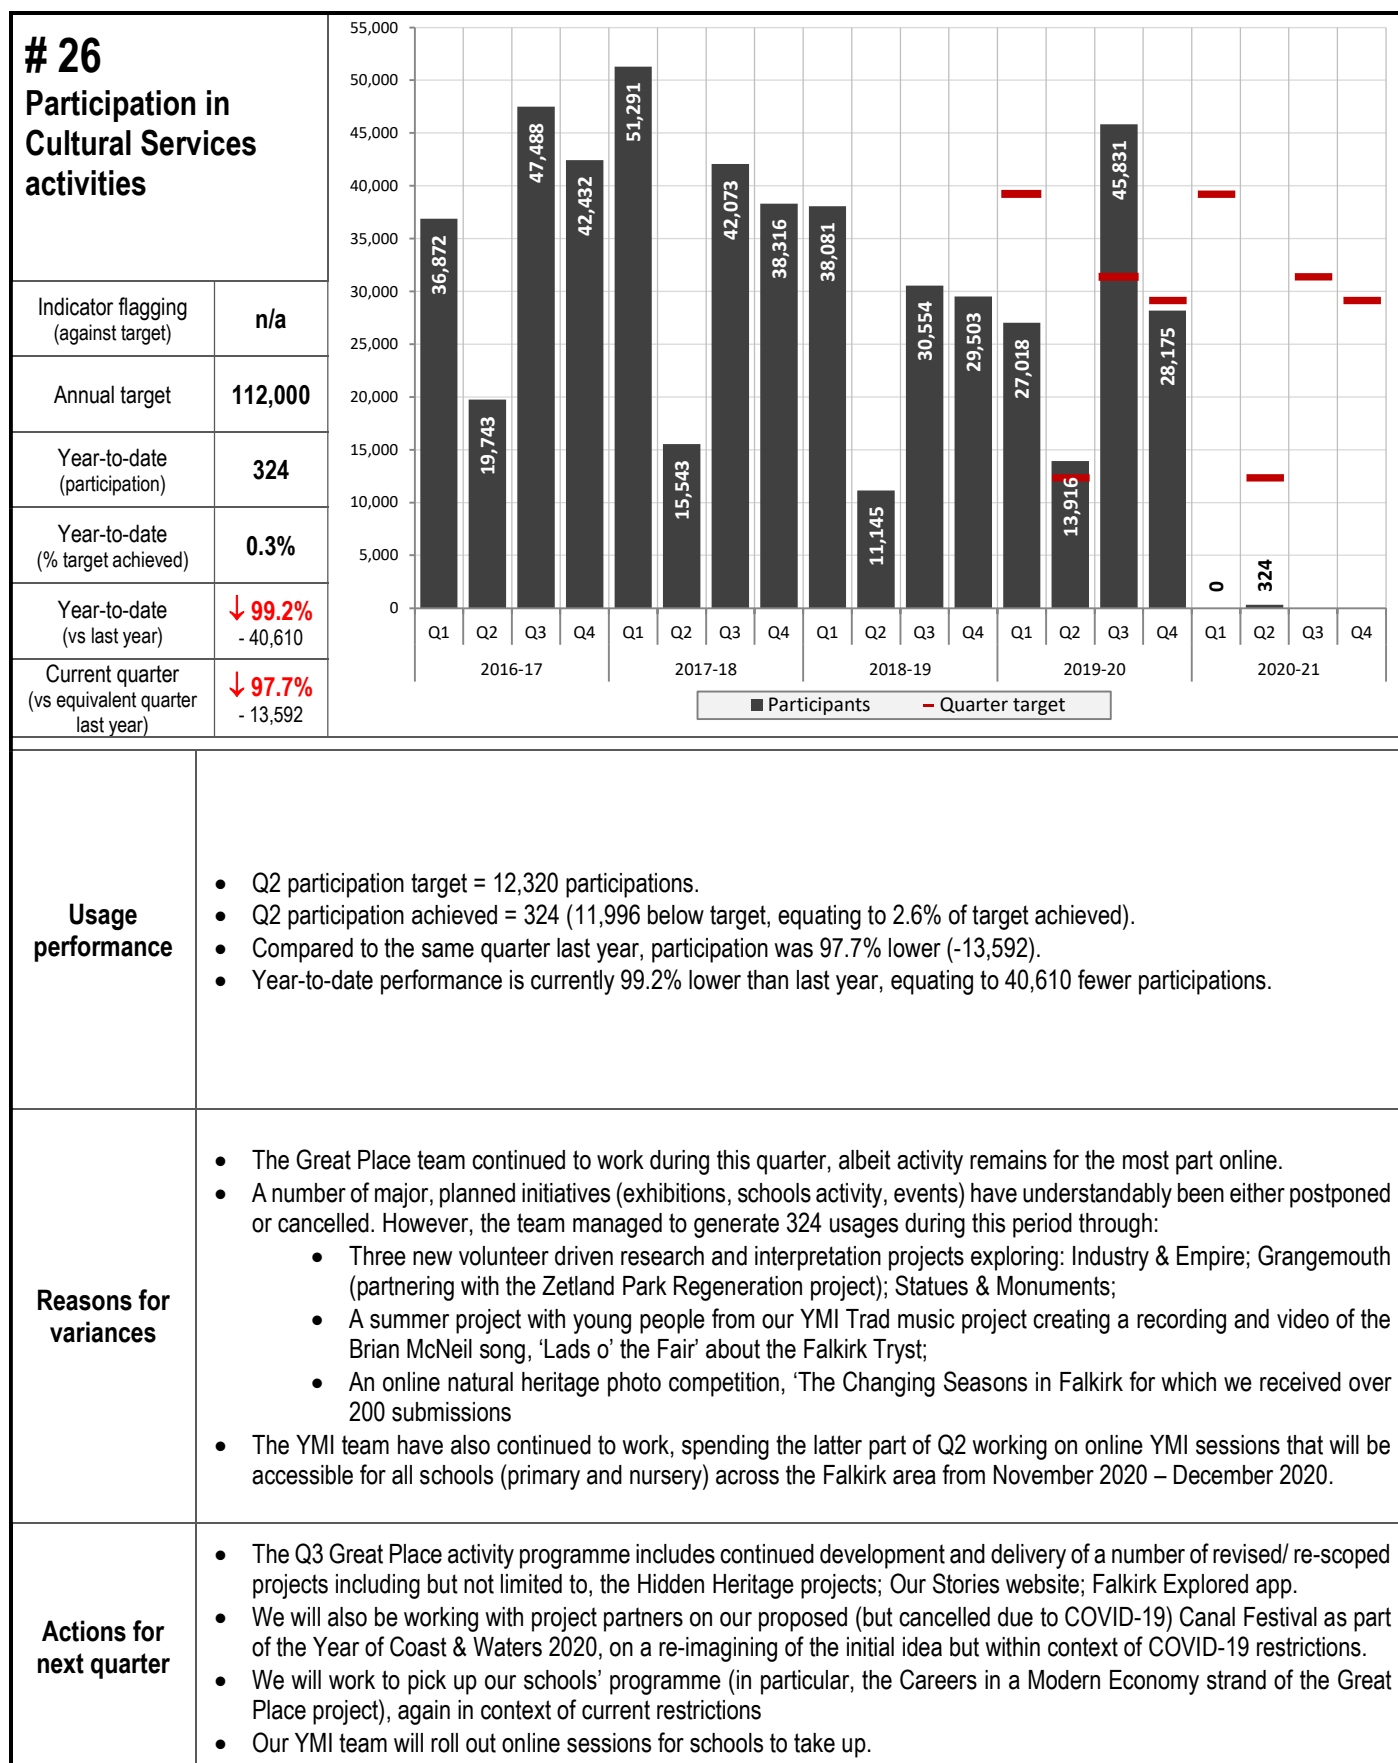 # 26
Participation in
Cultural Services
activities
Indicator flagging
(against target)
n/a
Annual target
112,000
Year-to-date
(participation)
324
Year-to-date
(% target achieved)
0.3%
Year-to-date
(vs last year)
↓ 99.2%
- 40,610
Current quarter
(vs equivalent quarter
last year)
↓ 97.7%
- 13,592
55,000
50,000
45,000
40,000
35,000
30,000
25,000
20,000
15,000
10,000
5,000
0
36,872
19,743
47,488
42,432
51,291
15,543
42,073
38,316
38,081
11,145
30,554
29,503
27,018
13,916
45,831
28,175
0
324
Q1 Q2 Q3 Q4 Q1 Q2 Q3 Q4 Q1 Q2 Q3 Q4 Q1 Q2 Q3 Q4 Q1 Q2 Q3 Q4
2016-17 2017-18 2018-19 2019-20 2020-21
Participants Quarter target
Usage
performance
• Q2 participation target = 12,320 participations.
• Q2 participation achieved = 324 (11,996 below target, equating to 2.6% of target achieved).
• Compared to the same quarter last year, participation was 97.7% lower (-13,592).
• Year-to-date performance is currently 99.2% lower than last year, equating to 40,610 fewer participations.
Reasons for
variances
• The Great Place team continued to work during this quarter, albeit activity remains for the most part online.
• A number of major, planned initiatives (exhibitions, schools activity, events) have understandably been either postponed
or cancelled. However, the team managed to generate 324 usages during this period through:
• Three new volunteer driven research and interpretation projects exploring: Industry & Empire; Grangemouth
(partnering with the Zetland Park Regeneration project); Statues & Monuments;
• A summer project with young people from our YMI Trad music project creating a recording and video of the
Brian McNeil song, ‘Lads o’ the Fair’ about the Falkirk Tryst;
• An online natural heritage photo competition, ‘The Changing Seasons in Falkirk for which we received over
200 submissions
• The YMI team have also continued to work, spending the latter part of Q2 working on online YMI sessions that will be
accessible for all schools (primary and nursery) across the Falkirk area from November 2020 – December 2020.
Actions for
next quarter
• The Q3 Great Place activity programme includes continued development and delivery of a number of revised/ re-scoped
projects including but not limited to, the Hidden Heritage projects; Our Stories website; Falkirk Explored app.
• We will also be working with project partners on our proposed (but cancelled due to COVID-19) Canal Festival as part
of the Year of Coast & Waters 2020, on a re-imagining of the initial idea but within context of COVID-19 restrictions.
• We will work to pick up our schools’ programme (in particular, the Careers in a Modern Economy strand of the Great
Place project), again in context of current restrictions
• Our YMI team will roll out online sessions for schools to take up.